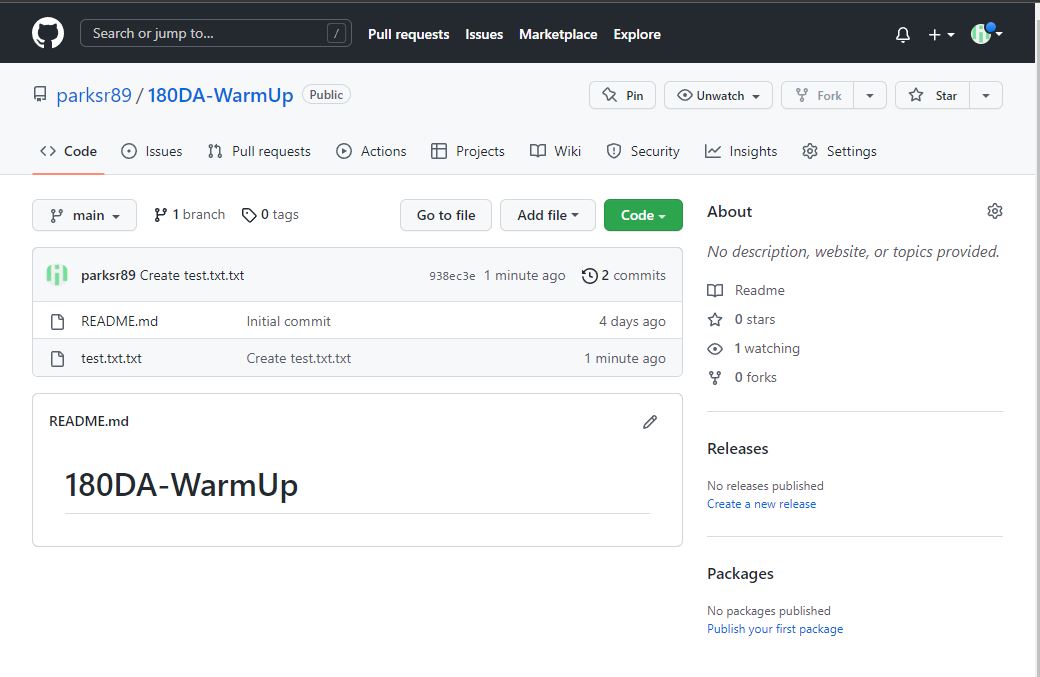 Search or jump to... /
Pull requests Issues Marketplace Explore
parksr89 / 180DA-WarmUp Public
Pin Unwatch Fork Star
Code Issues Pull requests Actions Projects Wiki Security Insights Settings
main 1 branch 0 tags Go to file Add file Code
parksr89 Create test.txt.txt 938ec3e 1 minute ago 2 commits
README.md Initial commit 4 days ago
test.txt.txt Create test.txt.txt 1 minute ago
README.md
180DA-WarmUp
About
No description, website, or topics provided.
Readme
0 stars
1 watching
0 forks
Releases
No releases published
Create a new release
Packages
No packages published
Publish your first package